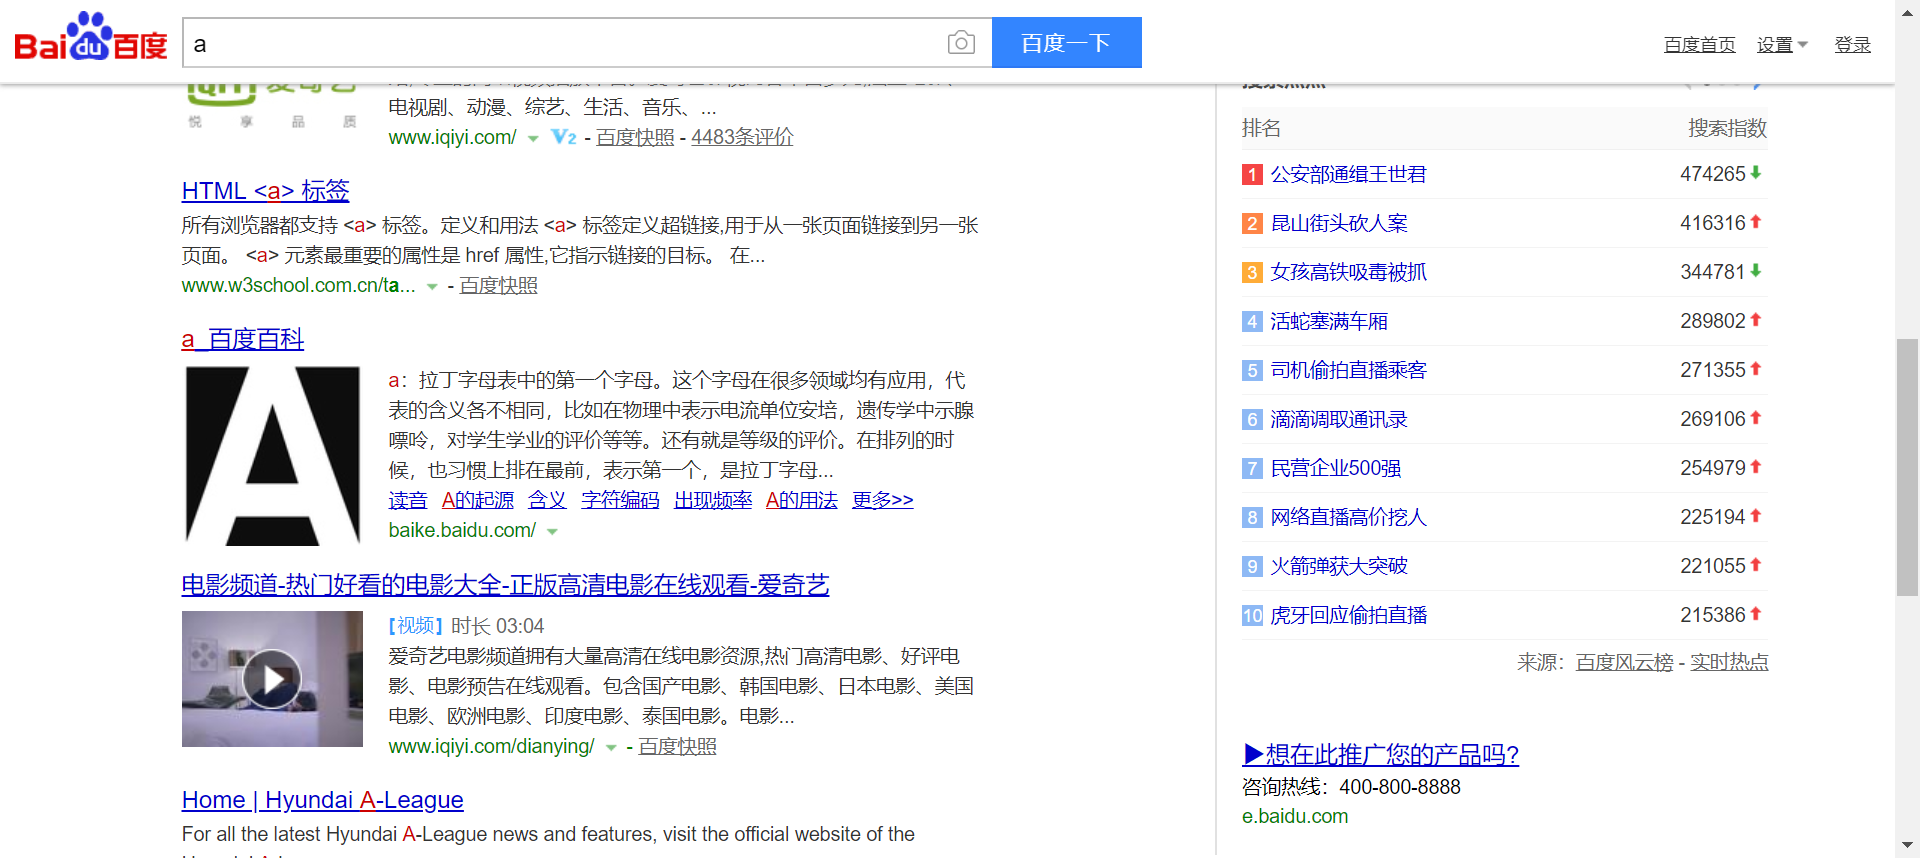 Baidu百度
a
百度一下
百度首页 设置 登录
悦 享 品 质
电视剧、动漫、综艺、生活、音乐、...
www.iqiyi.com/ V2 - 百度快照 - 4483条评价
HTML <a> 标签
所有浏览器都支持 <a> 标签。定义和用法 <a> 标签定义超链接,用于从一张页面链接到另一张
页面。 <a> 元素最重要的属性是 href 属性,它指示链接的目标。 在...
www.w3school.com.cn/ta... - 百度快照
a_百度百科
a：拉丁字母表中的第一个字母。这个字母在很多领域均有应用，代
表的含义各不相同，比如在物理中表示电流单位安培，遗传学中示腺
嘌呤，对学生学业的评价等等。还有就是等级的评价。在排列的时
候，也习惯上排在最前，表示第一个，是拉丁字母...
读音 A的起源 含义 字符编码 出现频率 A的用法 更多>>
baike.baidu.com/
电影频道-热门好看的电影大全-正版高清电影在线观看-爱奇艺
[视频] 时长 03:04
爱奇艺电影频道拥有大量高清在线电影资源,热门高清电影、好评电
影、电影预告在线观看。包含国产电影、韩国电影、日本电影、美国
电影、欧洲电影、印度电影、泰国电影。电影...
www.iqiyi.com/dianying/ - 百度快照
Home | Hyundai A-League
For all the latest Hyundai A-League news and features, visit the official website of the
排名 搜索指数
1 公安部通缉王世君 474265
2 昆山街头砍人案 416316
3 女孩高铁吸毒被抓 344781
4 活蛇塞满车厢 289802
5 司机偷拍直播乘客 271355
6 滴滴调取通讯录 269106
7 民营企业500强 254979
8 网络直播高价挖人 225194
9 火箭弹获大突破 221055
10 虎牙回应偷拍直播 215386
来源：百度风云榜 - 实时热点
▶想在此推广您的产品吗?
咨询热线：400-800-8888
e.baidu.com